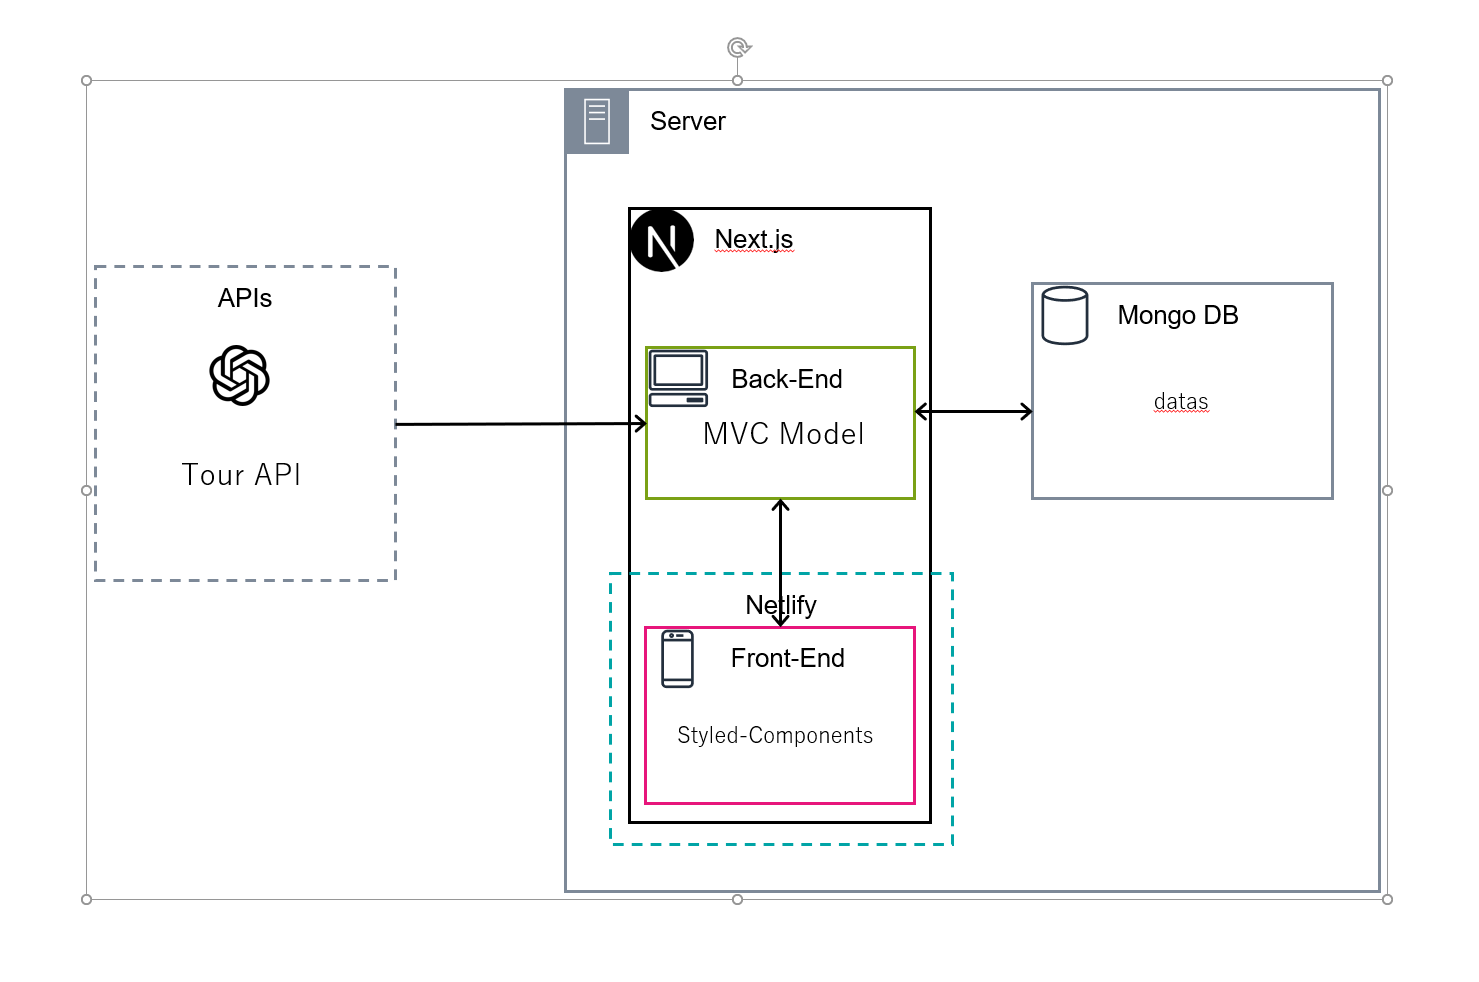 Server
Next.js
APIs
Tour API
Back-End
MVC Model
Mongo DB
datas
Netlify
Front-End
Styled-Components